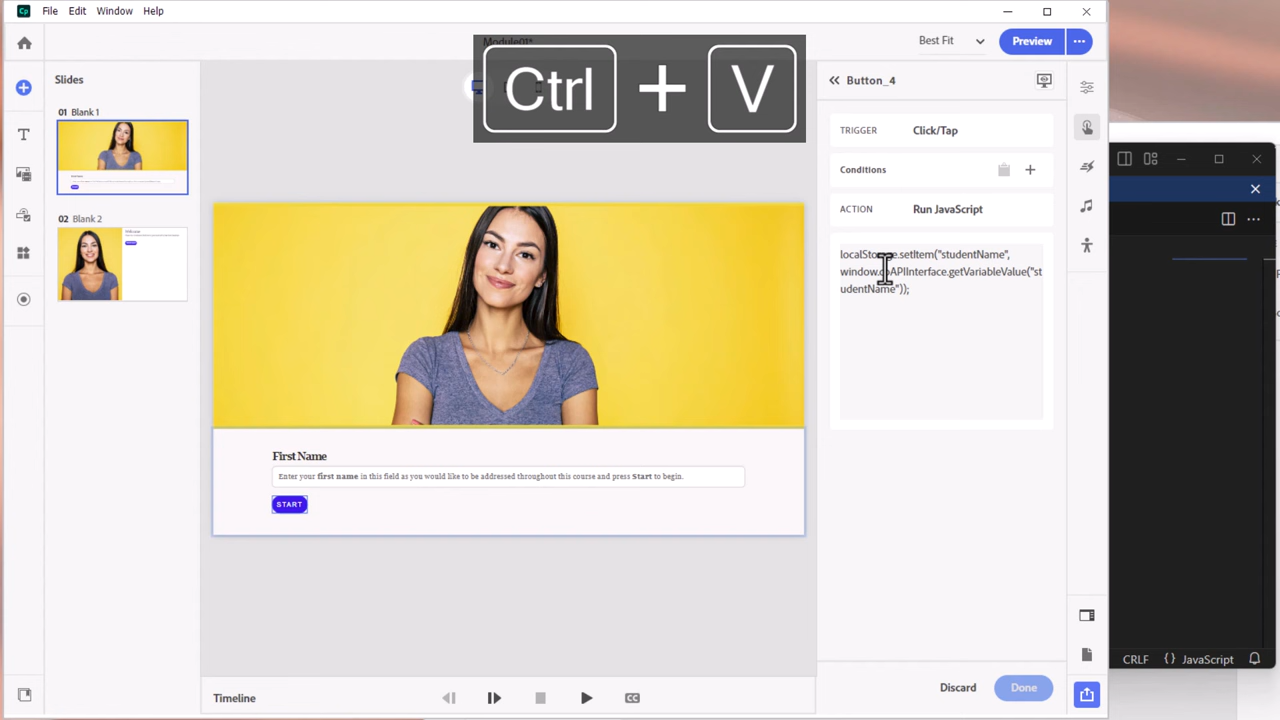 Cp File Edit Window Help
Module01*
Ctrl + V
Best Fit
Preview
Slides
01 Blank 1
02 Blank 2
First Name
Enter your first name in this field as you would like to be addressed throughout this course and press Start to begin.
START
Button_4
TRIGGER Click/Tap
Conditions
ACTION Run JavaScript
localStorage.setItem("studentName",
window.cpAPIInterface.getVariableValue("st
udentName"));
Timeline
CC
Discard Done
CRLF {} JavaScript